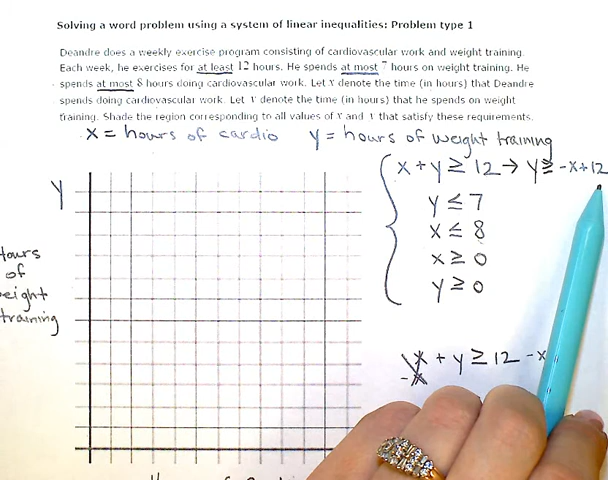 Solving a word problem using a system of linear inequalities: Problem type 1
Deandre does a weekly exercise program consisting of cardiovascular work and weight training.
Each week, he exercises for at least 12 hours. He spends at most 7 hours on weight training. He
spends at most 8 hours doing cardiovascular work. Let x denote the time (in hours) that Deandre
spends doing cardiovascular work. Let y denote the time (in hours) that he spends on weight
training. Shade the region corresponding to all values of x and y that satisfy these requirements.
x = hours of cardio y = hours of weight training
x + y ≥ 12 → y ≥ -x + 12
y ≤ 7
x ≤ 8
x ≥ 0
y ≥ 0
Y
Hours
of
weight
training
x + y ≥ 12 - x
-x